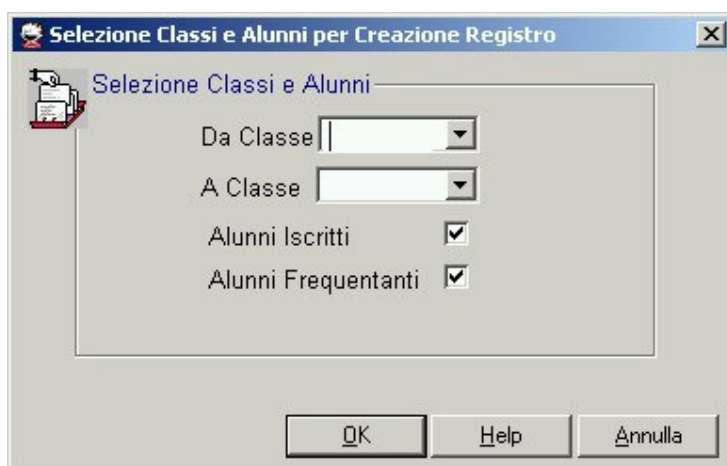 Selezione Classi e Alunni per Creazione Registro
Selezione Classi e Alunni
Da Classe
A Classe
Alunni Iscritti
Alunni Frequentanti
OK Help Annulla